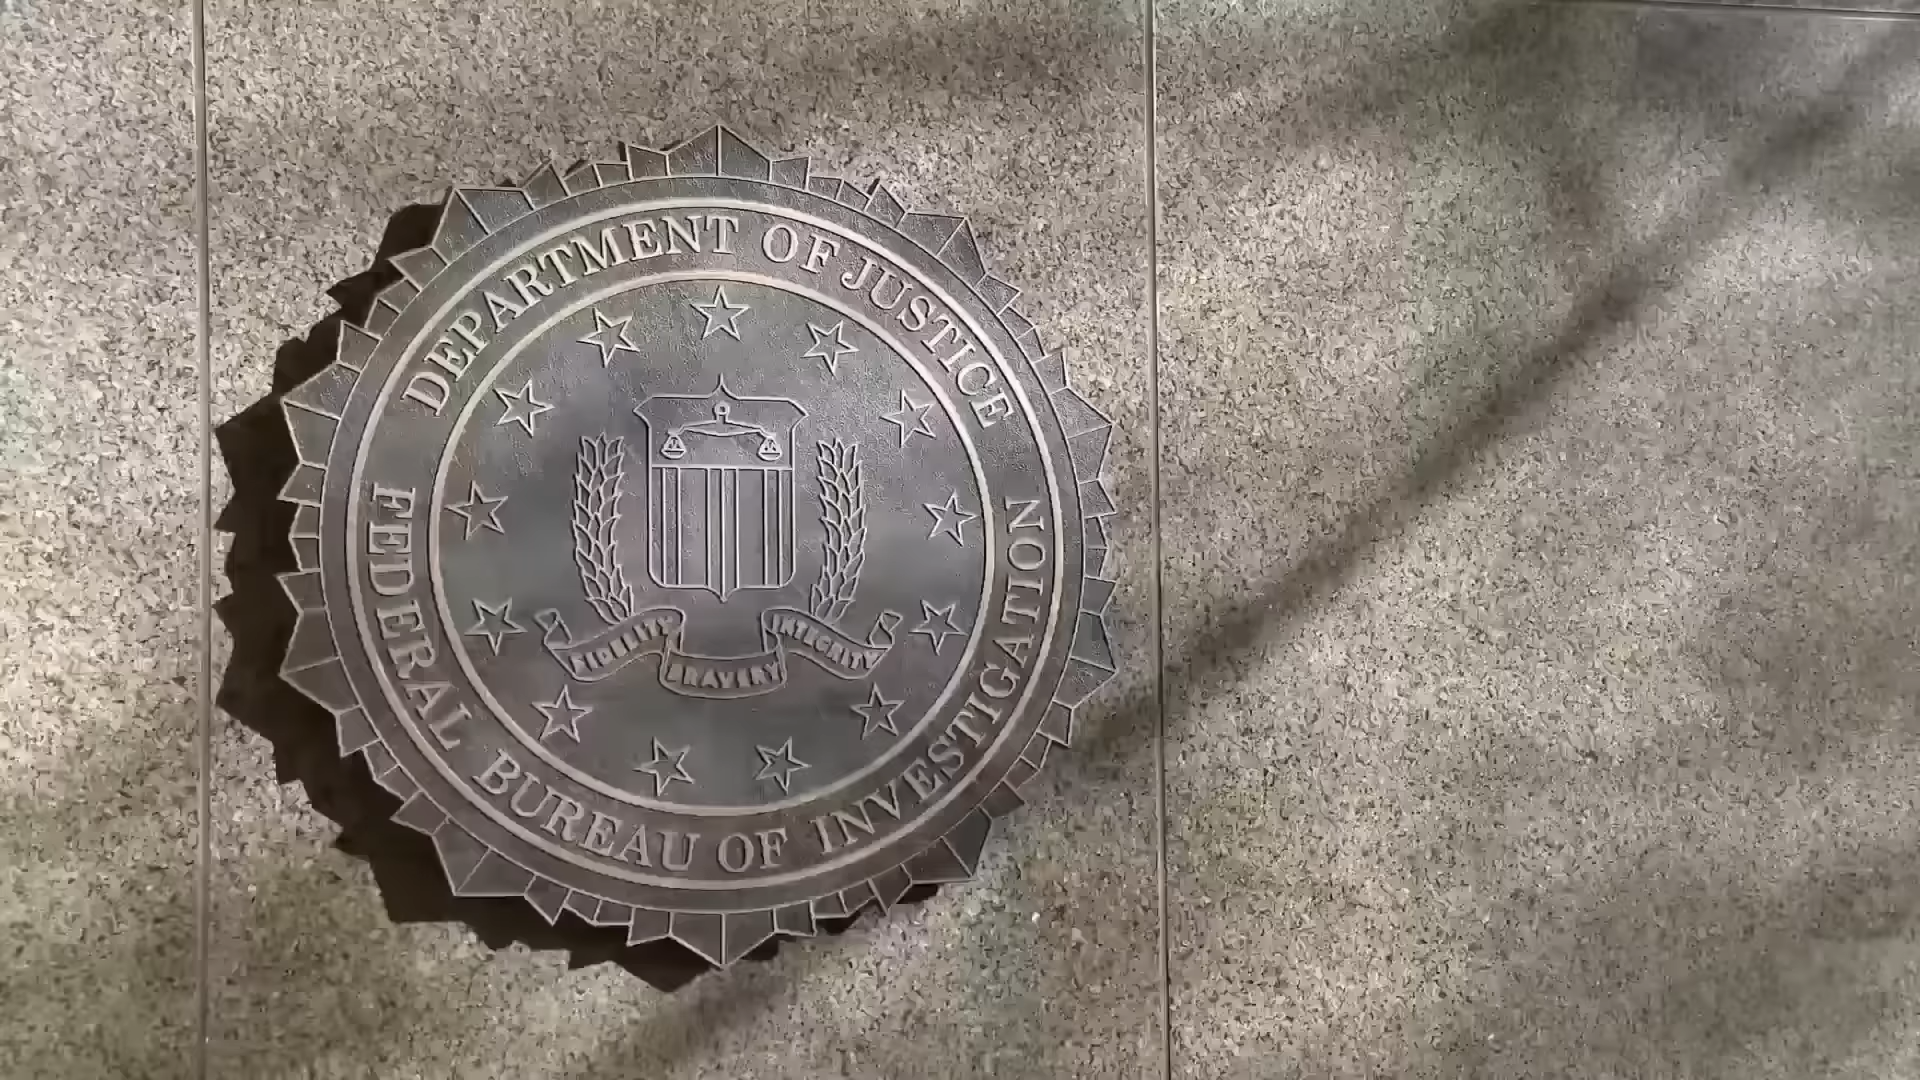 DEPARTMENT OF JUSTICE
FIDELITY
BRAVERY
INTEGRITY
FEDERAL BUREAU OF INVESTIGATION